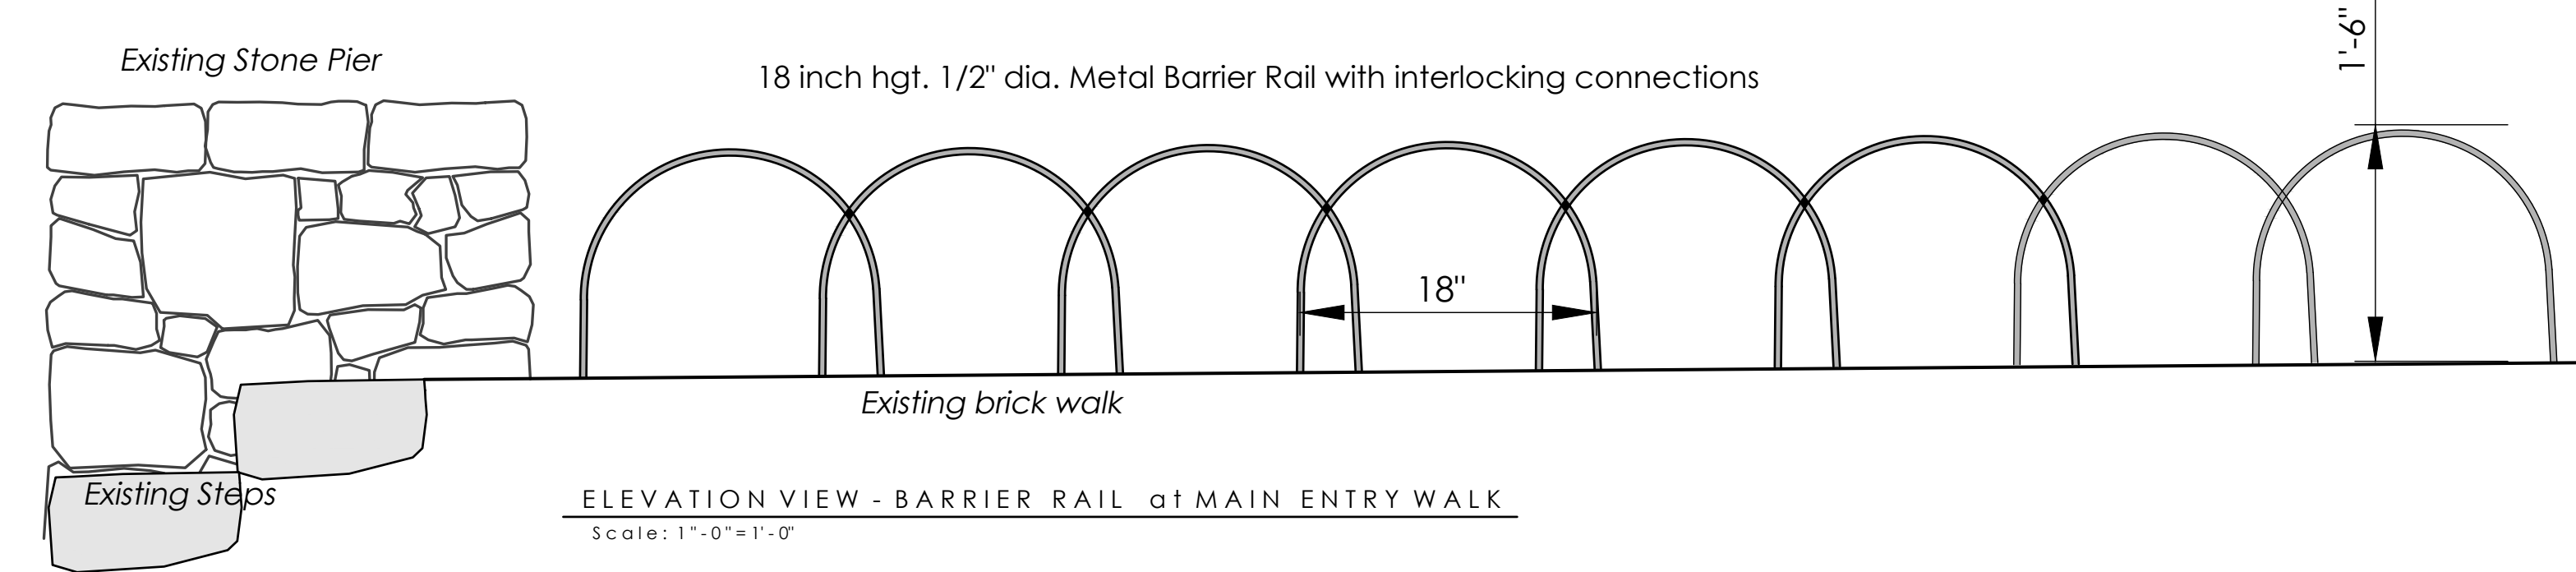 Existing Stone Pier
18 inch hgt. 1/2" dia. Metal Barrier Rail with interlocking connections
1'-6"
18"
Existing brick walk
Existing Steps
ELEVATION VIEW - BARRIER RAIL at MAIN ENTRY WALK
Scale: 1"-0"=1'-0"